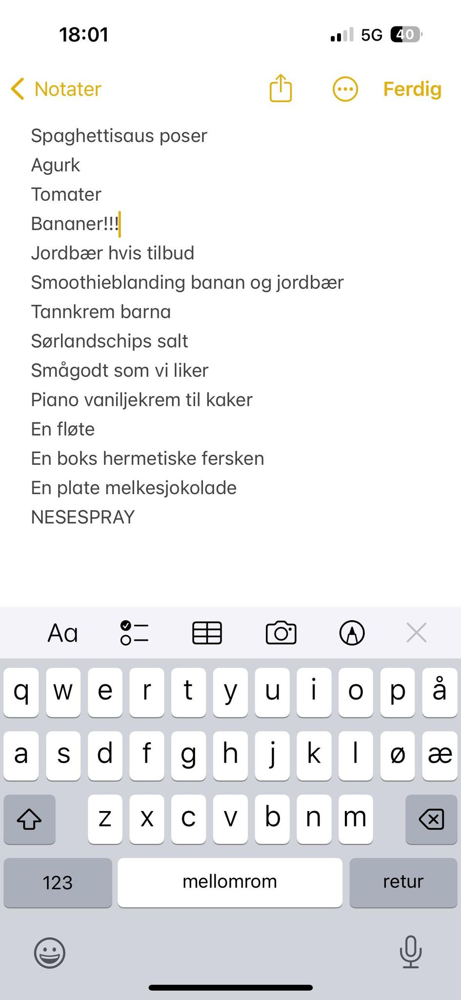 18:01
5G 40
Notater Ferdig
Spaghettisaus poser
Agurk
Tomater
Bananer!!!
Jordbær hvis tilbud
Smoothieblanding banan og jordbær
Tannkrem barna
Sørlandschips salt
Smågodt som vi liker
Piano vaniljekrem til kaker
En fløte
En boks hermetiske fersken
En plate melkesjokolade
NESESPRAY
Aa
q w e r t y u i o p å
a s d f g h j k l ø æ
z x c v b n m
123 mellomrom retur